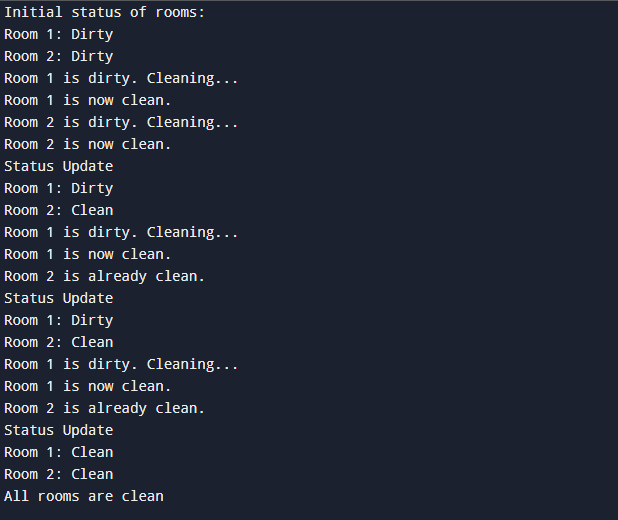 Initial status of rooms:
Room 1: Dirty
Room 2: Dirty
Room 1 is dirty. Cleaning...
Room 1 is now clean.
Room 2 is dirty. Cleaning...
Room 2 is now clean.
Status Update
Room 1: Dirty
Room 2: Clean
Room 1 is dirty. Cleaning...
Room 1 is now clean.
Room 2 is already clean.
Status Update
Room 1: Dirty
Room 2: Clean
Room 1 is dirty. Cleaning...
Room 1 is now clean.
Room 2 is already clean.
Status Update
Room 1: Clean
Room 2: Clean
All rooms are clean